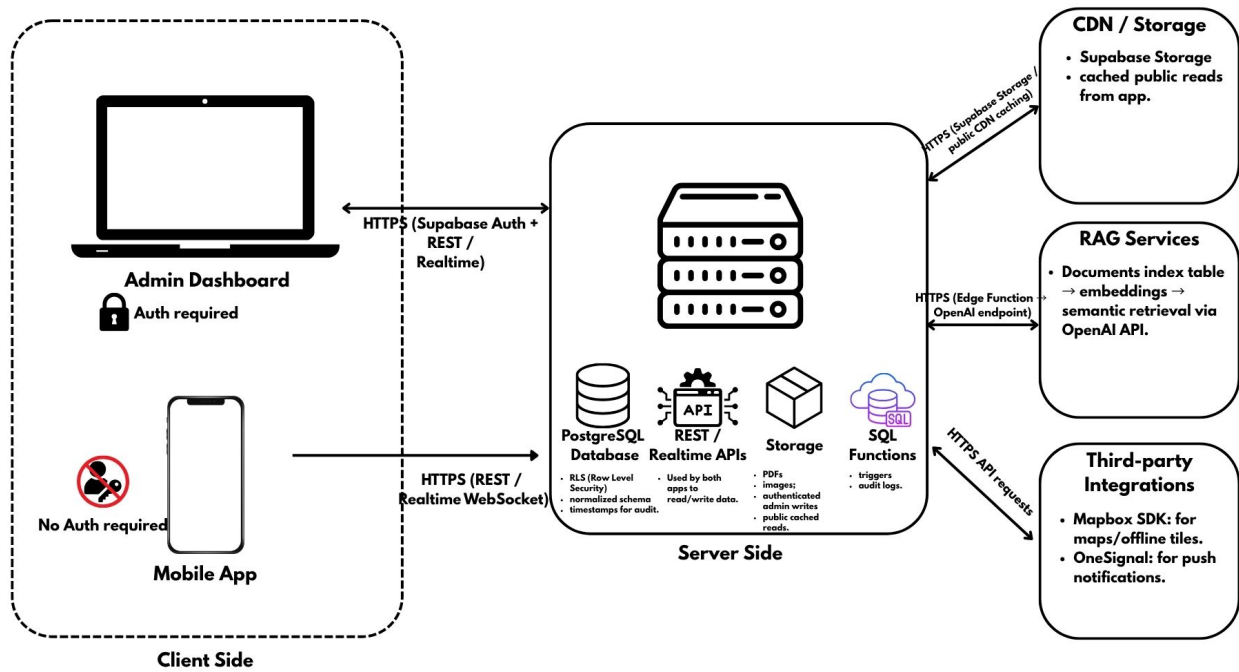 Admin Dashboard
Auth required
No Auth required
Mobile App
Client Side
HTTPS (Supabase Auth +
REST /
Realtime)
HTTPS (REST /
Realtime WebSocket)
PostgreSQL
Database
• RLS (Row Level
Security)
• normalized schema
• timestamps for audit.
API
REST /
Realtime APIs
• Used by both
apps to
read/write data.
Storage
• PDFs
• images;
• authenticated
admin writes
• public cached
reads.
SQL
SQL
Functions
• triggers
• audit logs.
Server Side
HTTPS (Supabase Storage /
public CDN caching)
HTTPS (Edge Function →
OpenAI endpoint)
HTTPS API requests
CDN / Storage
• Supabase Storage
• cached public reads
from app.
RAG Services
• Documents index table
→ embeddings →
semantic retrieval via
OpenAI API.
Third-party
Integrations
• Mapbox SDK: for
maps/offline tiles.
• OneSignal: for push
notifications.